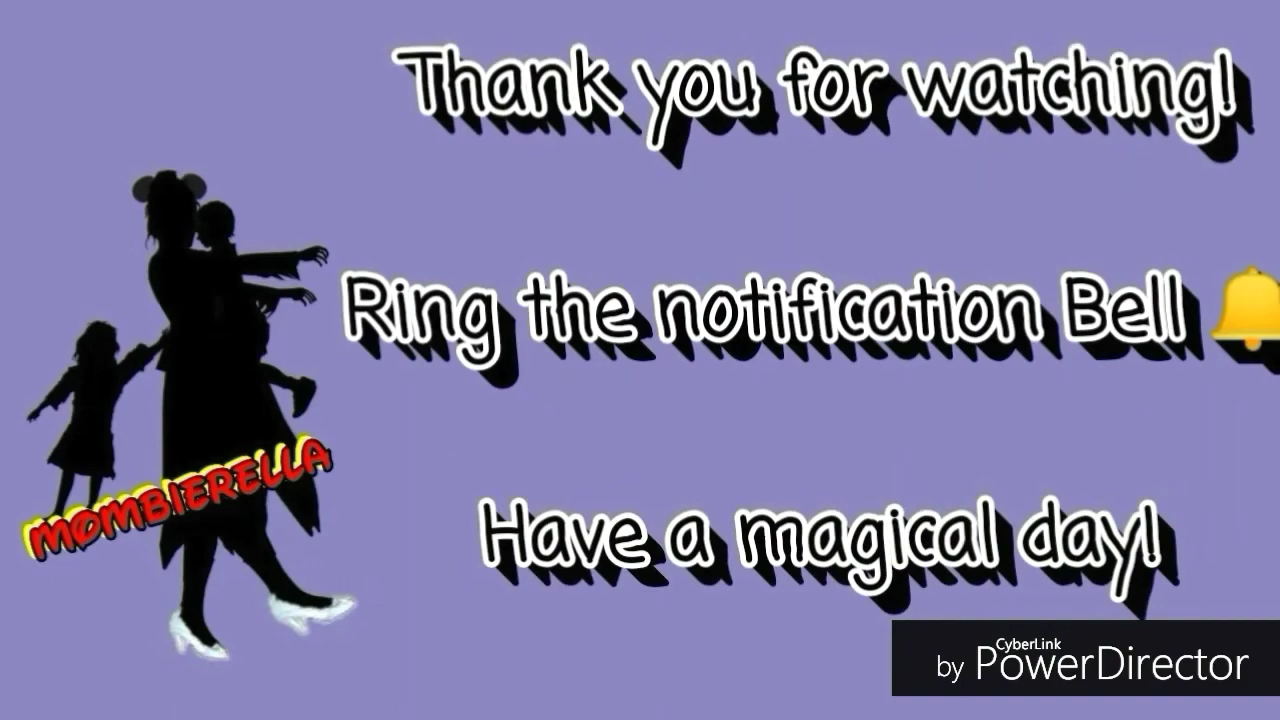 Thank you for watching!
Ring the notification Bell 🔔
MOMBIERELLA
Have a magical day!
CyberLink
by PowerDirector